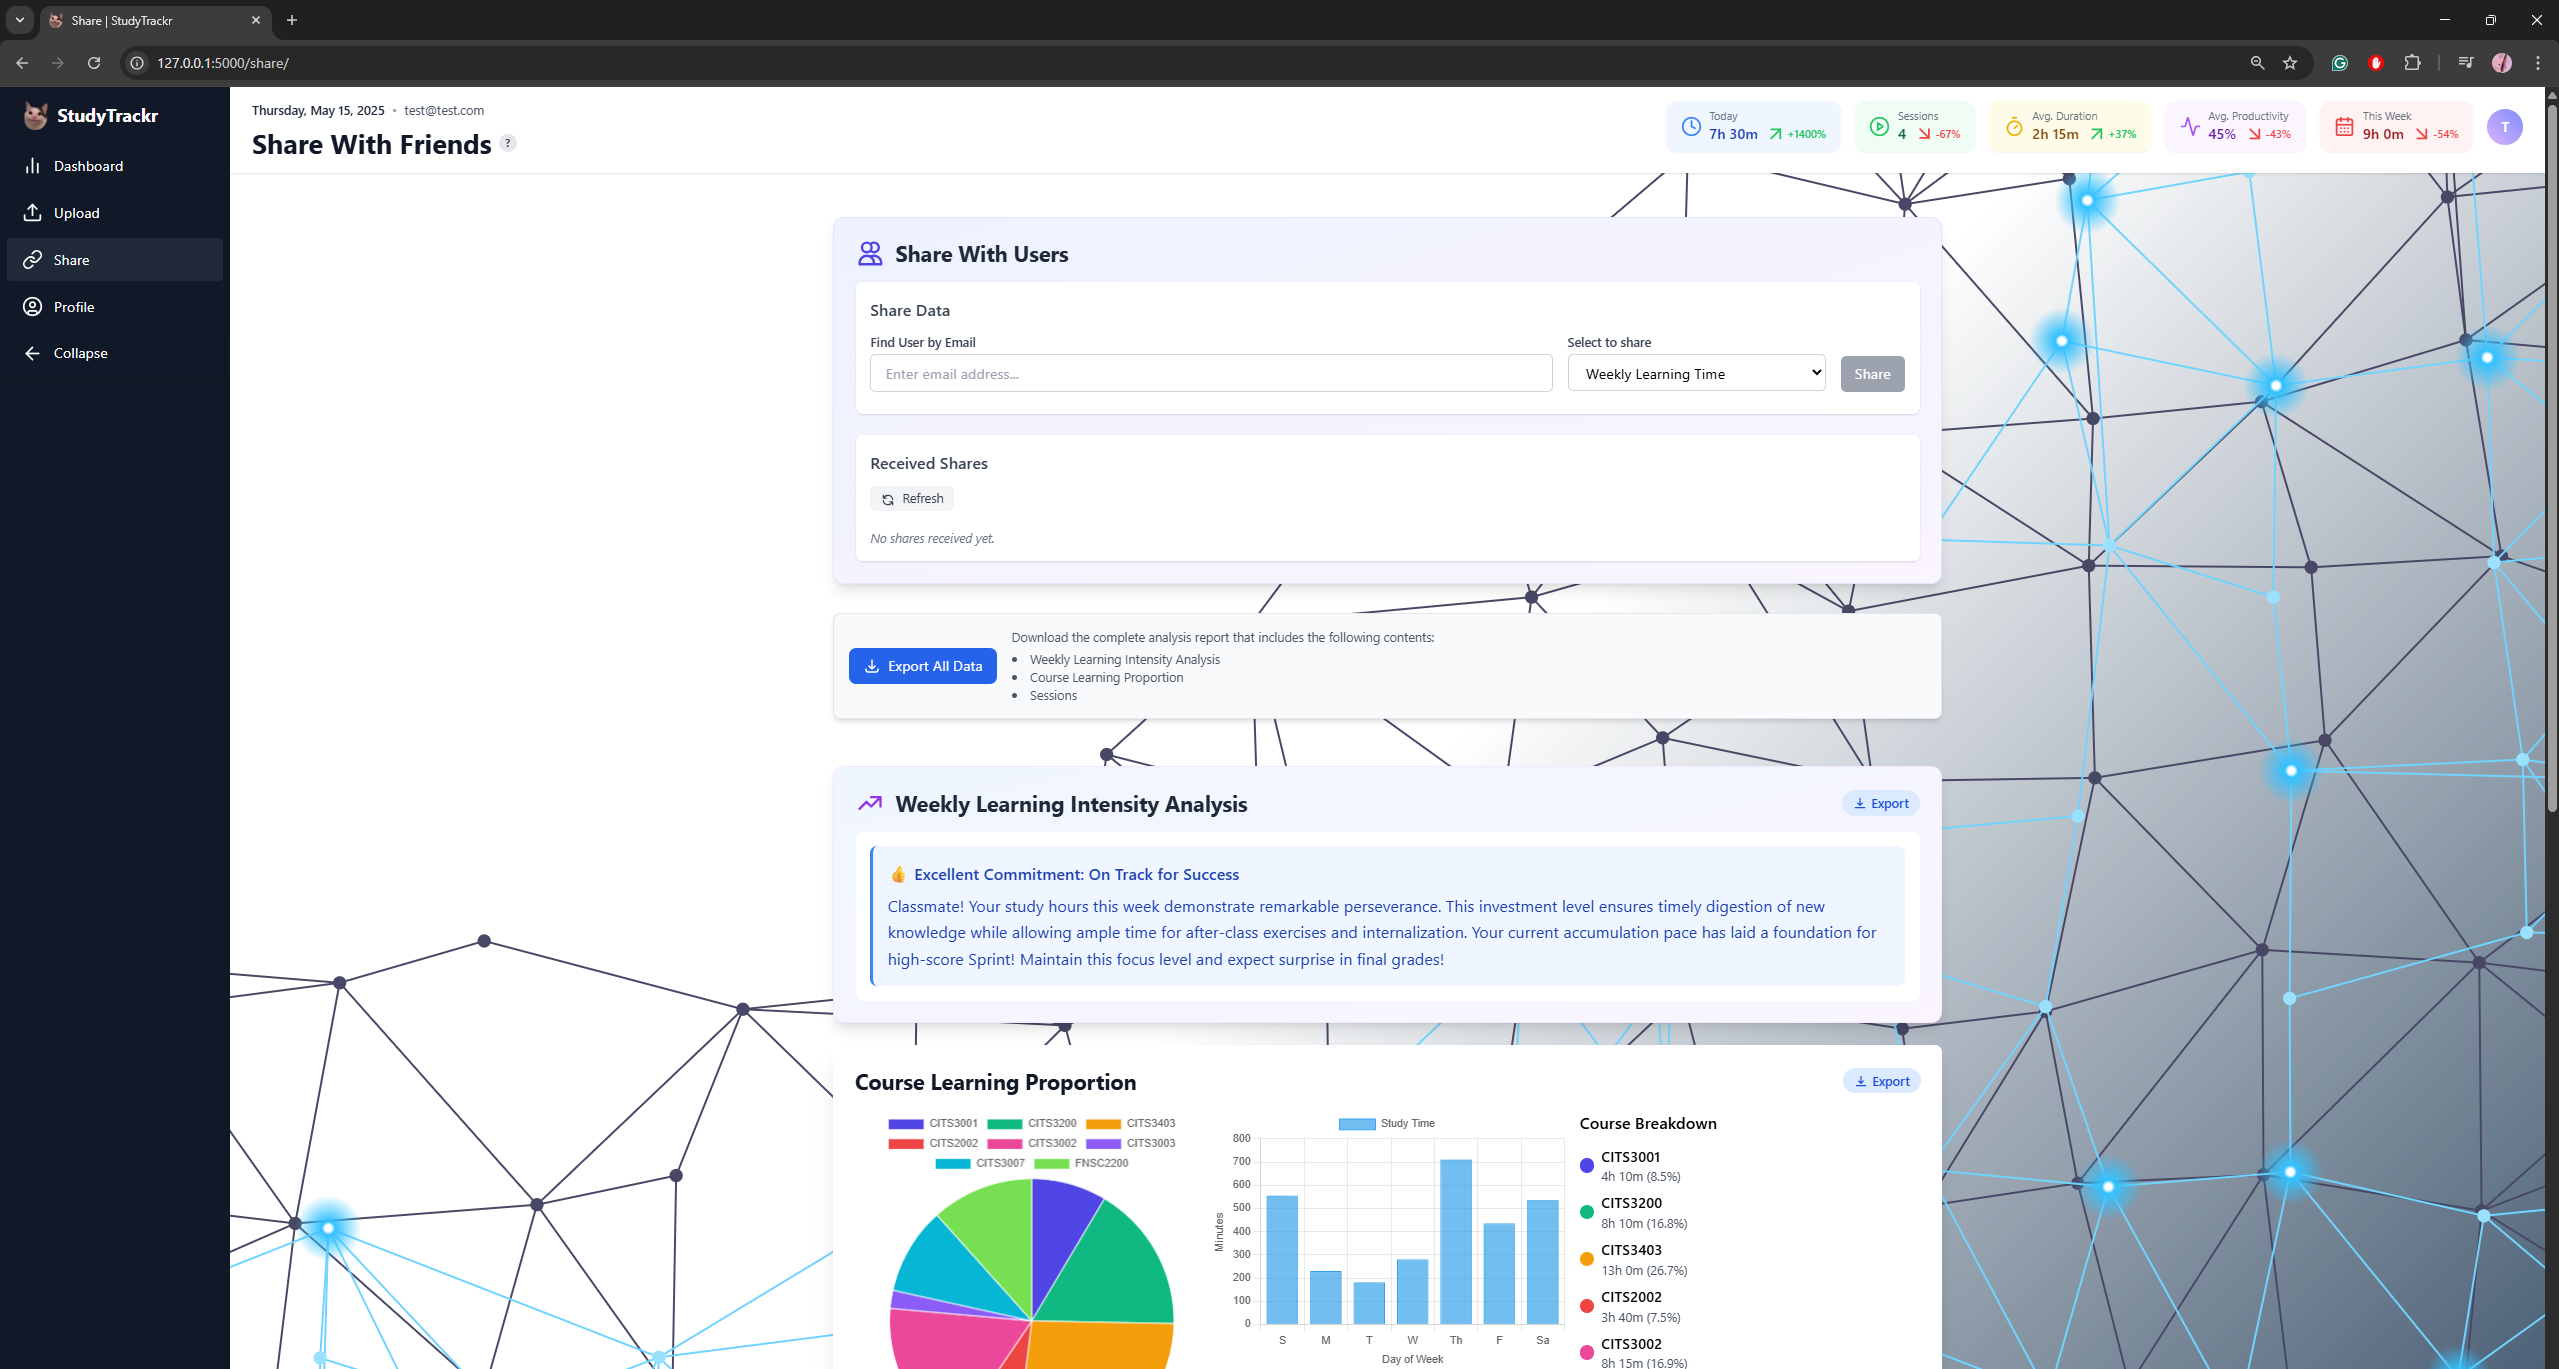 Share | StudyTrackr
127.0.0.1:5000/share/
StudyTrackr
Dashboard
Upload
Share
Profile
Collapse
Thursday, May 15, 2025 • test@test.com
Share With Friends ?
Today
7h 30m +1400%
Sessions
4 -67%
Avg. Duration
2h 15m +37%
Avg. Productivity
45% -43%
This Week
9h 0m -54%
T
Share With Users
Share Data
Find User by Email
Enter email address...
Select to share
Weekly Learning Time
Share
Received Shares
Refresh
No shares received yet.
Export All Data
Download the complete analysis report that includes the following contents:
• Weekly Learning Intensity Analysis
• Course Learning Proportion
• Sessions
Weekly Learning Intensity Analysis
Export
👍 Excellent Commitment: On Track for Success
Classmate! Your study hours this week demonstrate remarkable perseverance. This investment level ensures timely digestion of new
knowledge while allowing ample time for after-class exercises and internalization. Your current accumulation pace has laid a foundation for
high-score Sprint! Maintain this focus level and expect surprise in final grades!
Course Learning Proportion
Export
CITS3001 CITS3200 CITS3403
CITS2002 CITS3002 CITS3003
CITS3007 FNSC2200
Study Time
800
700
600
500
400
300
200
100
0
Minutes
S M T W Th F Sa
Day of Week
Course Breakdown
CITS3001
4h 10m (8.5%)
CITS3200
8h 10m (16.8%)
CITS3403
13h 0m (26.7%)
CITS2002
3h 40m (7.5%)
CITS3002
8h 15m (16.9%)